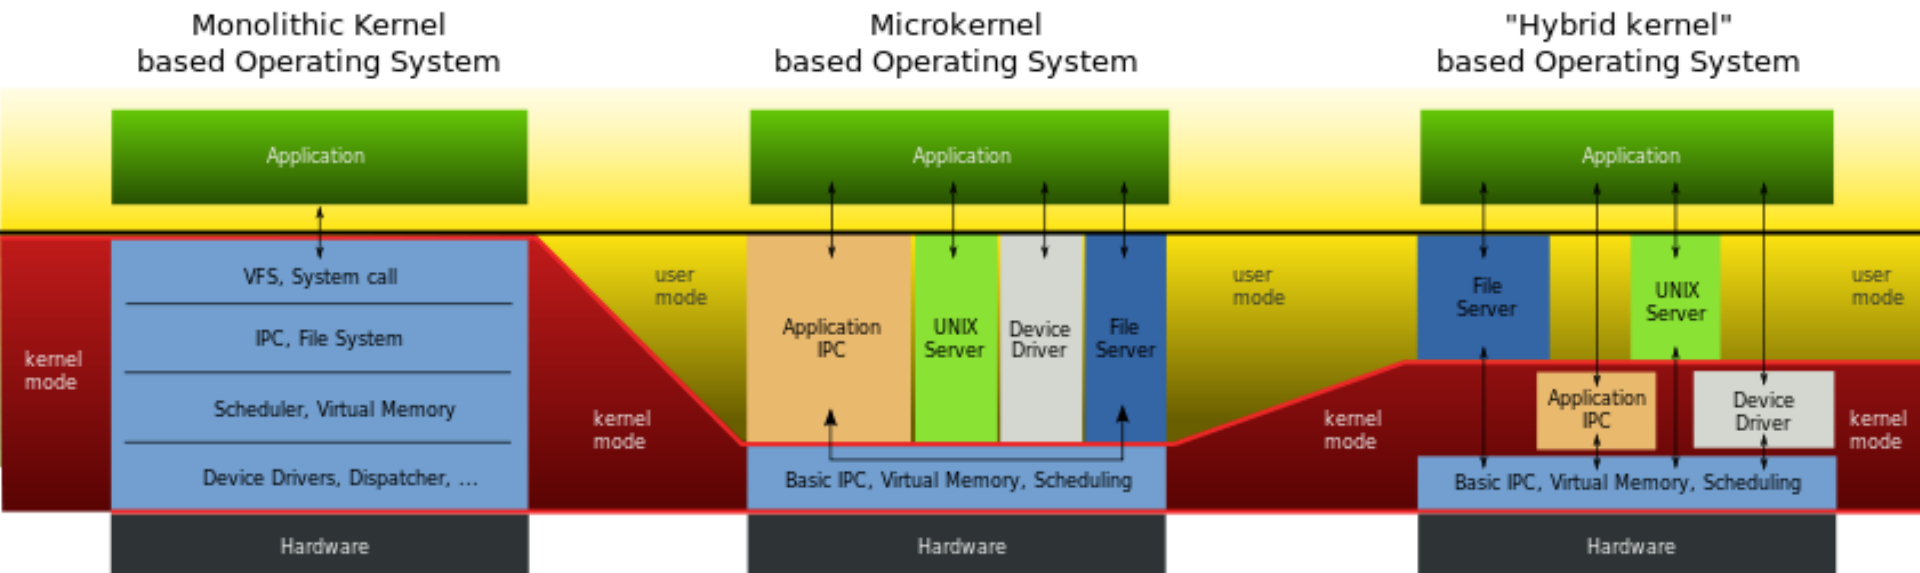 Monolithic Kernel
based Operating System
Microkernel
based Operating System
"Hybrid kernel"
based Operating System
Application
Application
Application
VFS, System call
IPC, File System
Scheduler, Virtual Memory
Device Drivers, Dispatcher, ...
kernel
mode
kernel
mode
user
mode
Application
IPC
UNIX
Server
Device
Driver
File
Server
Basic IPC, Virtual Memory, Scheduling
user
mode
kernel
mode
File
Server
UNIX
Server
user
mode
Application
IPC
Device
Driver
kernel
mode
Basic IPC, Virtual Memory, Scheduling
Hardware
Hardware
Hardware